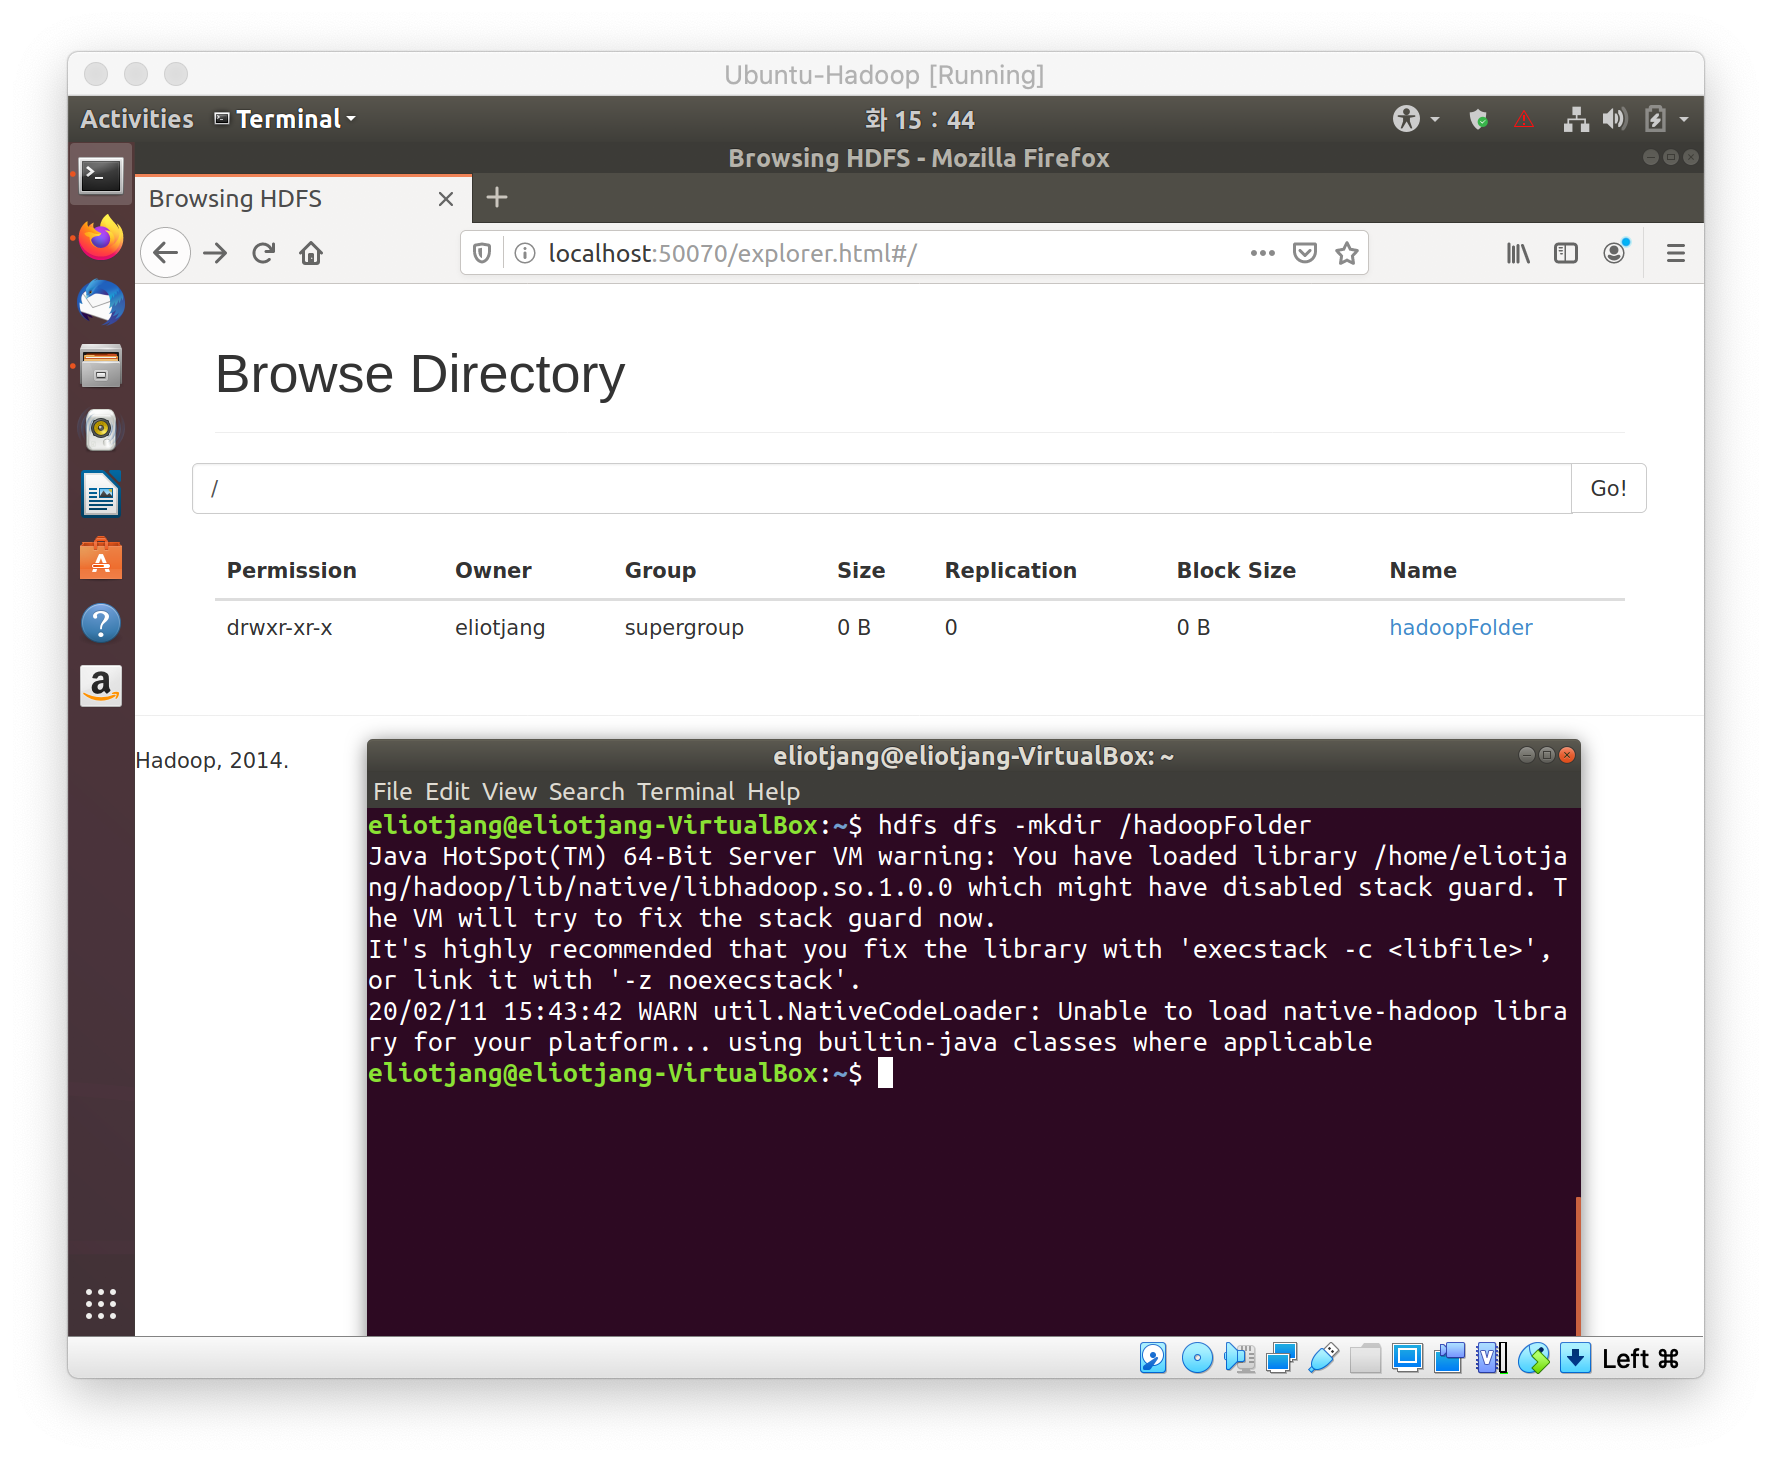 Ubuntu-Hadoop [Running]
Activities Terminal 화 15 : 44
Browsing HDFS - Mozilla Firefox
Browsing HDFS
localhost:50070/explorer.html#/
Browse Directory
/ Go!
Permission Owner Group Size Replication Block Size Name
drwxr-xr-x eliotjang supergroup 0 B 0 0 B hadoopFolder
Hadoop, 2014.
eliotjang@eliotjang-VirtualBox: ~
File Edit View Search Terminal Help
eliotjang@eliotjang-VirtualBox:~$ hdfs dfs -mkdir /hadoopFolder
Java HotSpot(TM) 64-Bit Server VM warning: You have loaded library /home/eliotja
ng/hadoop/lib/native/libhadoop.so.1.0.0 which might have disabled stack guard. T
he VM will try to fix the stack guard now.
It's highly recommended that you fix the library with 'execstack -c <libfile>',
or link it with '-z noexecstack'.
20/02/11 15:43:42 WARN util.NativeCodeLoader: Unable to load native-hadoop libra
ry for your platform... using builtin-java classes where applicable
eliotjang@eliotjang-VirtualBox:~$
Left ⌘